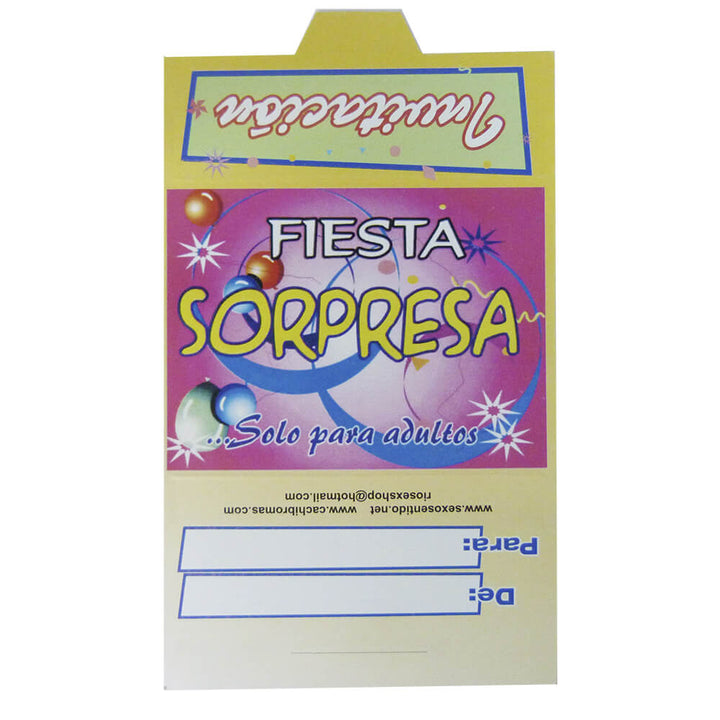 Invitación
FIESTA
SORPRESA
...Solo para adultos
www.sexosentido.net www.cachibromas.com
riosexshop@hotmail.com
Para:
De: